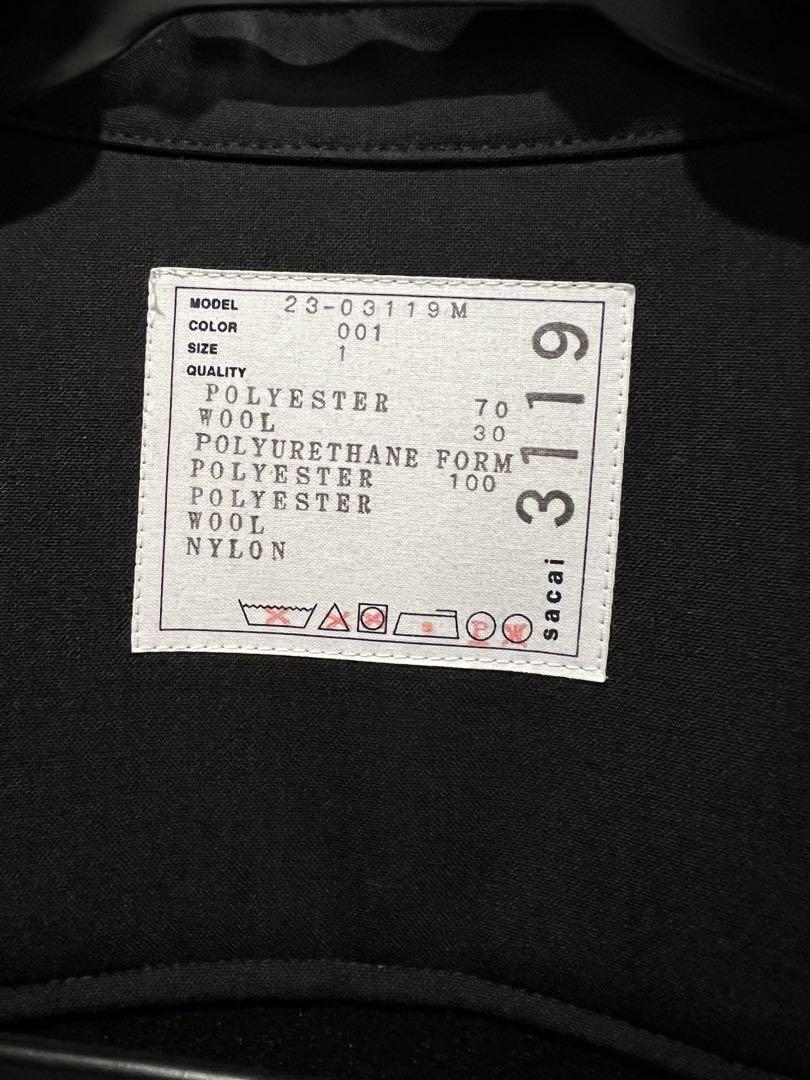 MODEL 23-03119M
COLOR 001
SIZE 1
QUALITY
POLYESTER 70
WOOL 30
POLYURETHANE FORM
POLYESTER 100
POLYESTER
WOOL
NYLON
P
W
sacai 3119